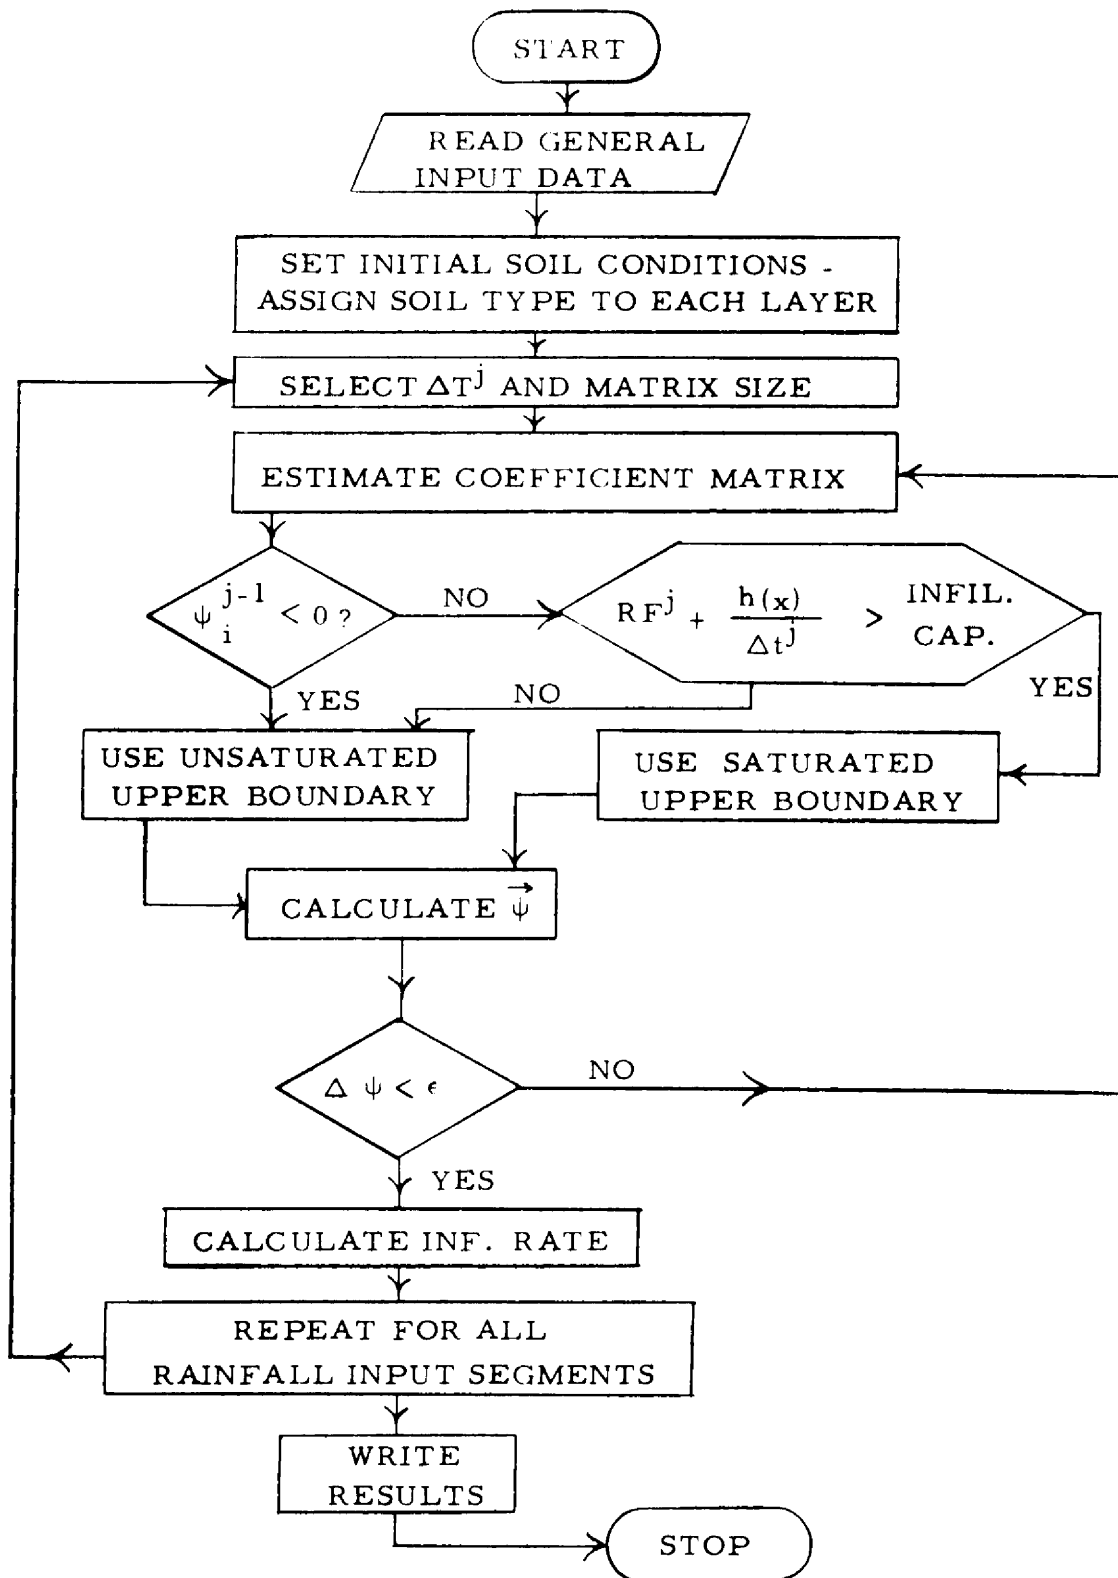 START
READ GENERAL
INPUT DATA
SET INITIAL SOIL CONDITIONS -
ASSIGN SOIL TYPE TO EACH LAYER
SELECT ΔT^j AND MATRIX SIZE
ESTIMATE COEFFICIENT MATRIX
ψ_i^{j-1} < 0 ?
NO
RF^j + h(x)/Δt^j > INFIL. CAP.
YES
NO
YES
USE UNSATURATED
UPPER BOUNDARY
USE SATURATED
UPPER BOUNDARY
CALCULATE ψ⃗
Δ ψ < ϵ
NO
YES
CALCULATE INF. RATE
REPEAT FOR ALL
RAINFALL INPUT SEGMENTS
WRITE
RESULTS
STOP